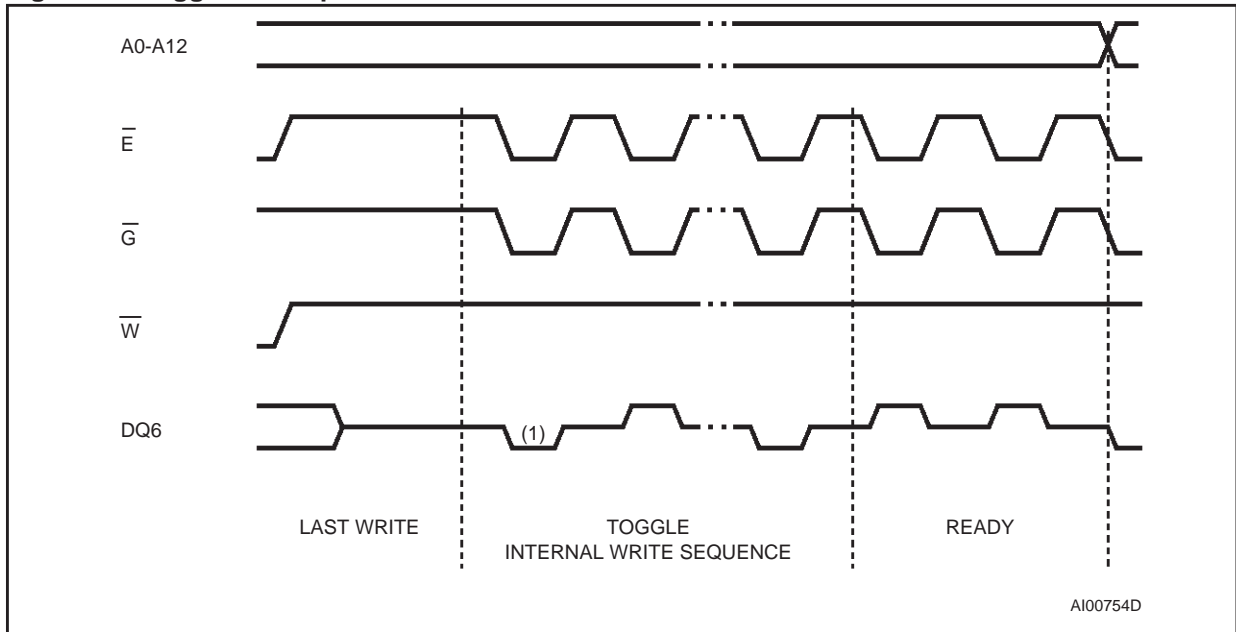 A0-A12
E̅
G̅
W̅
DQ6
(1)
LAST WRITE
TOGGLE
INTERNAL WRITE SEQUENCE
READY
AI00754D